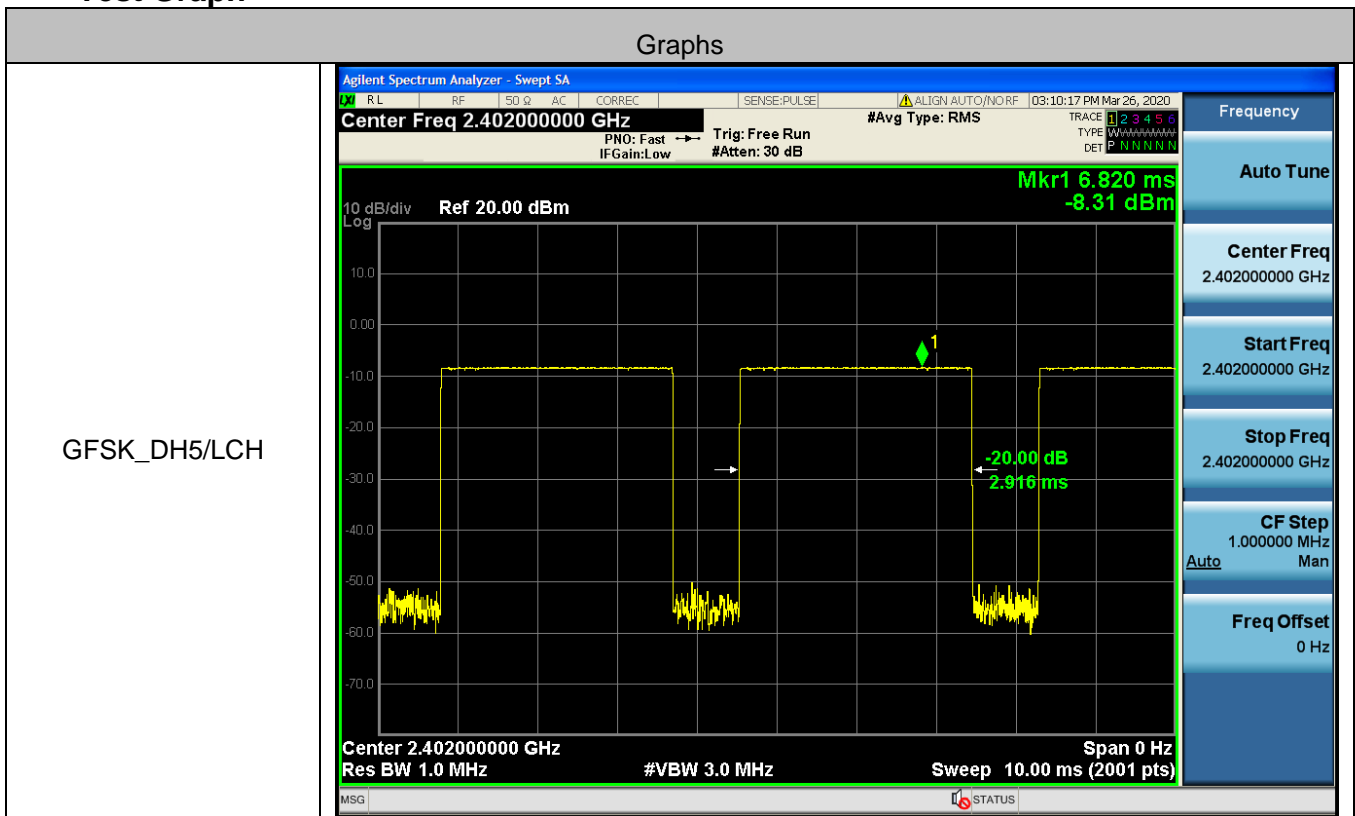 Graphs
GFSK_DH5/LCH
Agilent Spectrum Analyzer - Swept SA
LXI RL RF 50 Ω AC CORREC SENSE:PULSE ALIGN AUTO/NO RF 03:10:17 PM Mar 26, 2020
Center Freq 2.402000000 GHz
PNO: Fast
IFGain:Low
Trig: Free Run
#Atten: 30 dB
#Avg Type: RMS
TRACE 1 2 3 4 5 6
TYPE WWWWWW
DET P N N N N N
Mkr1 6.820 ms
-8.31 dBm
10 dB/div Ref 20.00 dBm
Log
10.0
0.00
-10.0
-20.0
-30.0
-40.0
-50.0
-60.0
-70.0
1
-20.00 dB
2.916 ms
Center 2.402000000 GHz Span 0 Hz
Res BW 1.0 MHz #VBW 3.0 MHz Sweep 10.00 ms (2001 pts)
MSG STATUS
Frequency
Auto Tune
Center Freq
2.402000000 GHz
Start Freq
2.402000000 GHz
Stop Freq
2.402000000 GHz
CF Step
1.000000 MHz
Auto Man
Freq Offset
0 Hz